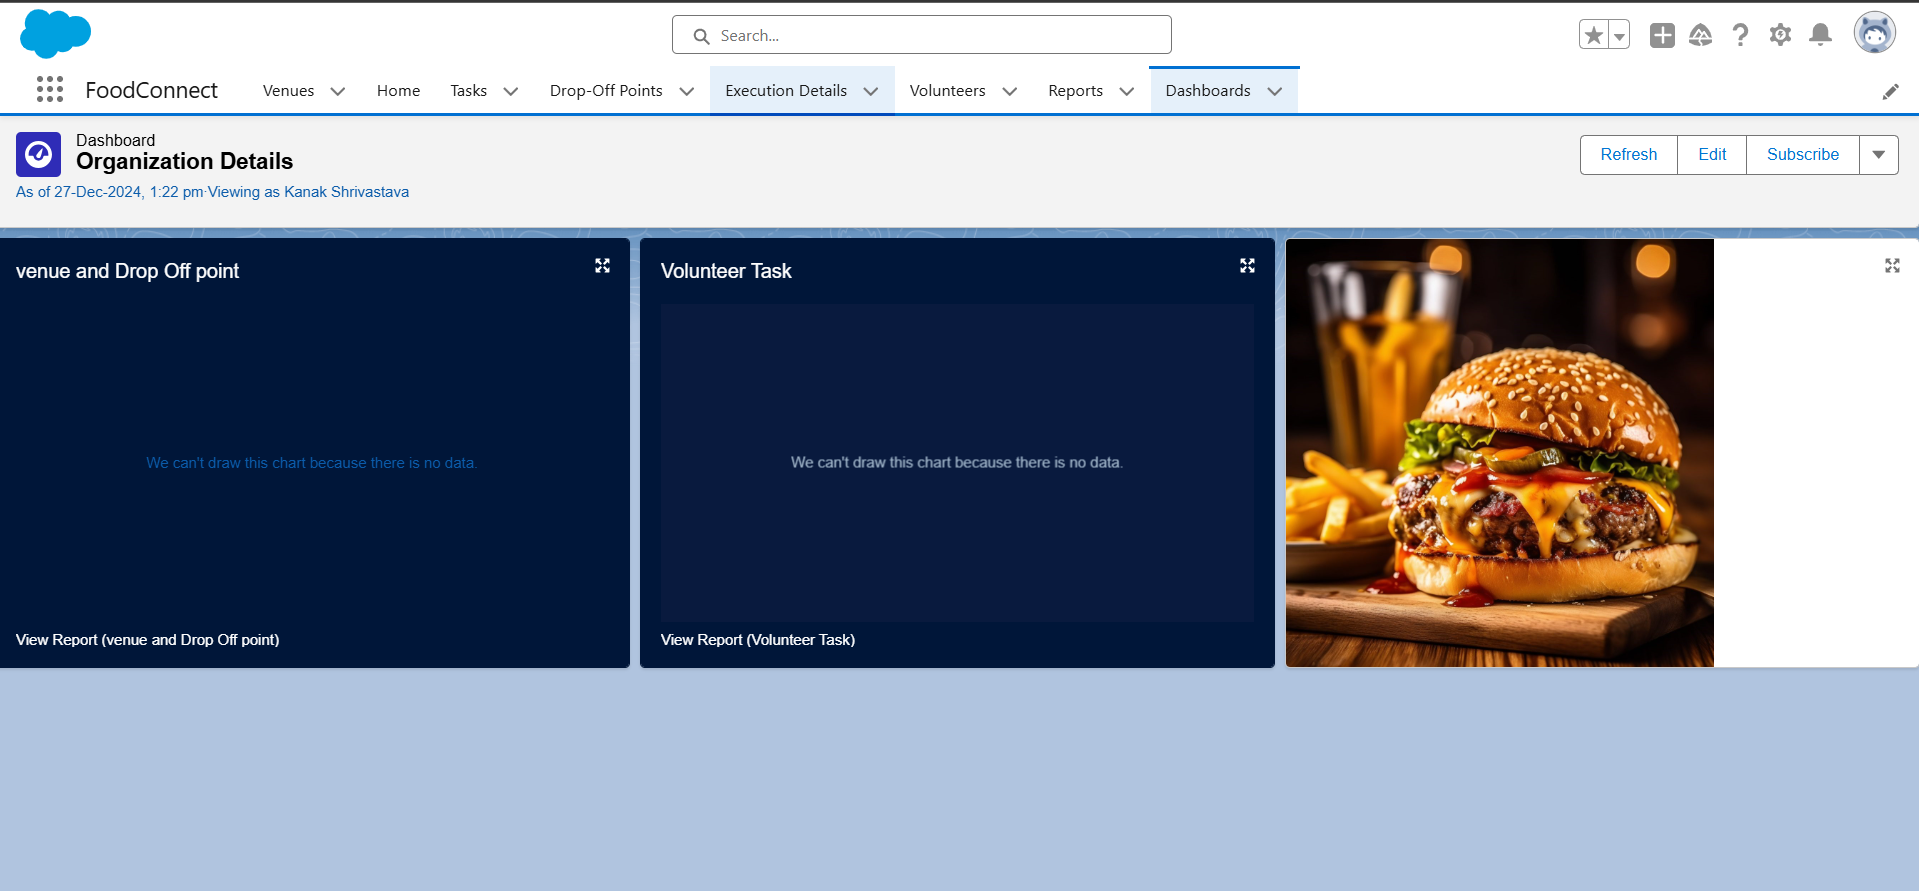 Search...
FoodConnect
Venues
Home
Tasks
Drop-Off Points
Execution Details
Volunteers
Reports
Dashboards
Dashboard
Organization Details
As of 27-Dec-2024, 1:22 pm·Viewing as Kanak Shrivastava
Refresh
Edit
Subscribe
venue and Drop Off point
We can't draw this chart because there is no data.
View Report (venue and Drop Off point)
Volunteer Task
We can't draw this chart because there is no data.
View Report (Volunteer Task)